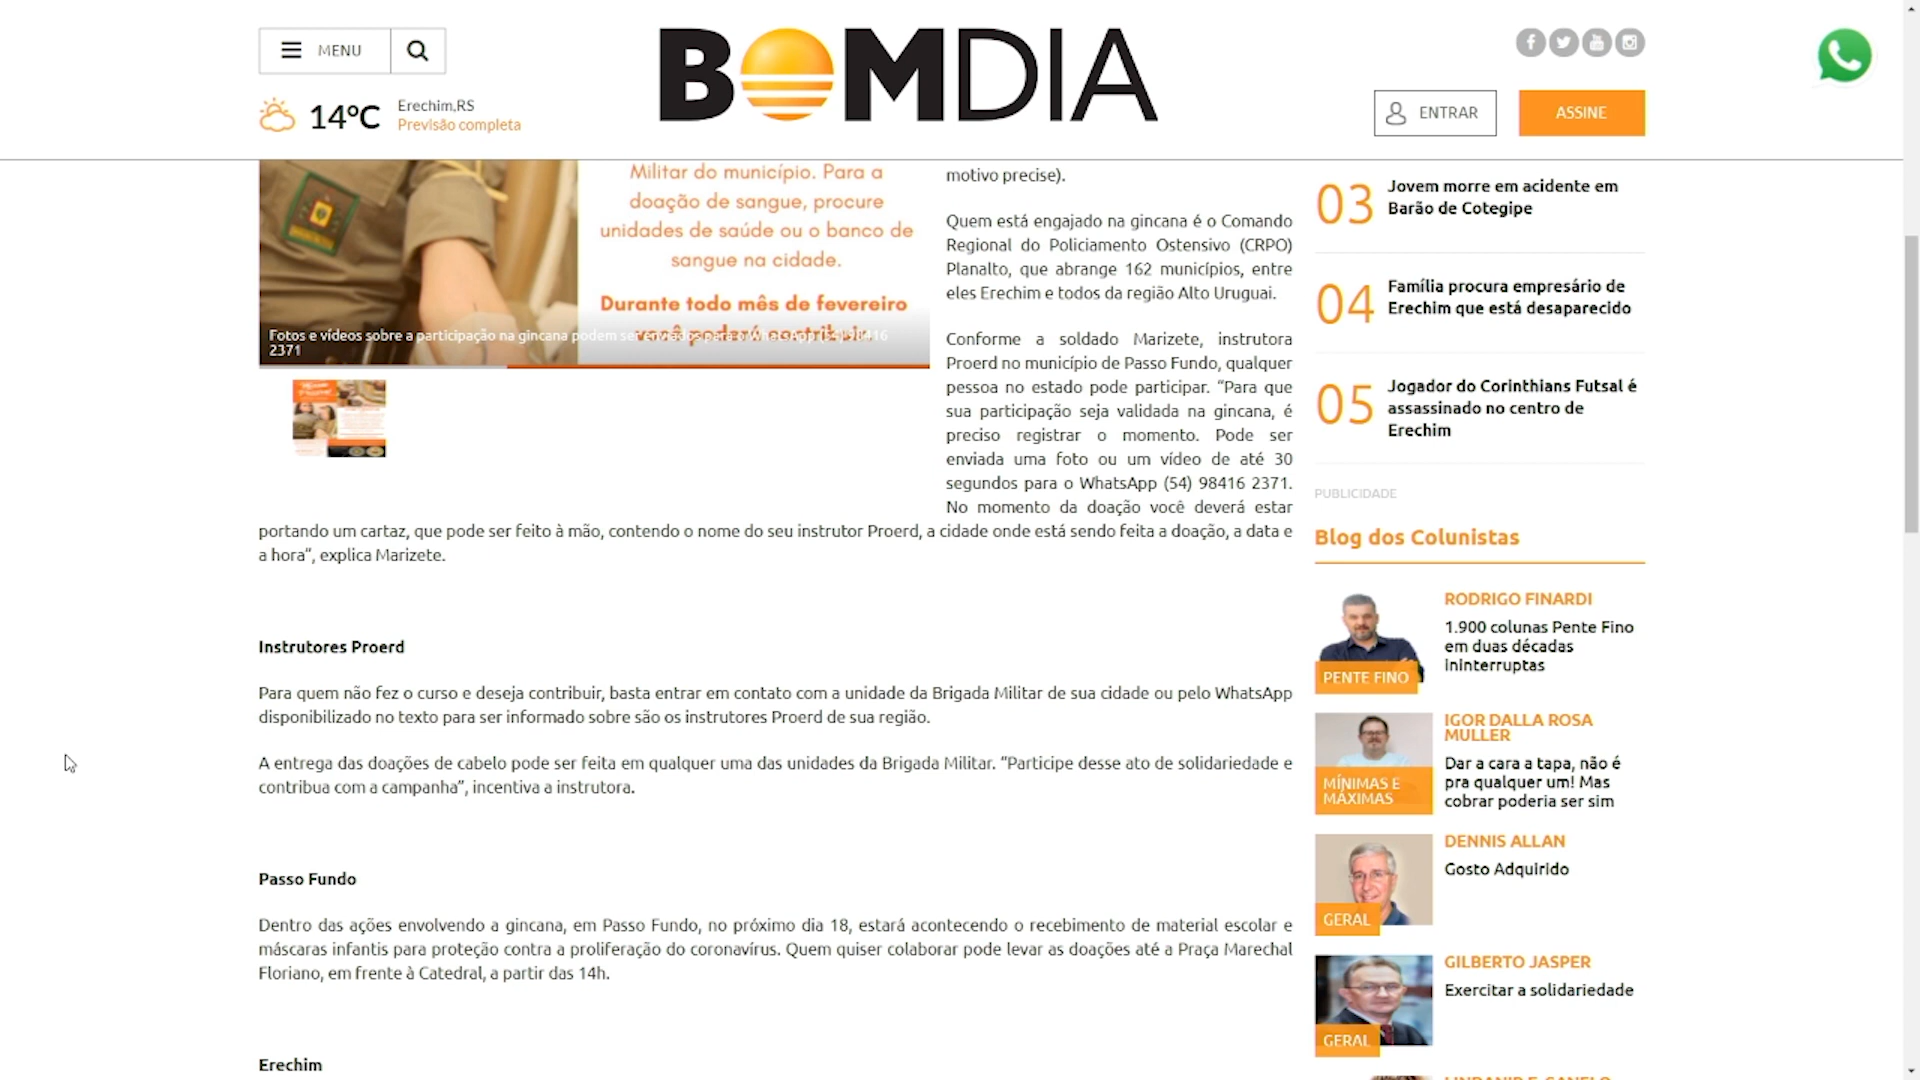 MENU
14ºC
Erechim,RS
Previsão completa
BOMDIA
ENTRAR
ASSINE
Militar do município. Para a
doação de sangue, procure
unidades de saúde ou o banco de
sangue na cidade.
Durante todo mês de fevereiro
você poderá contribuir.
Fotos e vídeos sobre a participação na gincana podem ser enviados para o WhatsApp (54) 98416
2371
motivo precise).
Quem está engajado na gincana é o Comando
Regional do Policiamento Ostensivo (CRPO)
Planalto, que abrange 162 municípios, entre
eles Erechim e todos da região Alto Uruguai.
Conforme a soldado Marizete, instrutora
Proerd no município de Passo Fundo, qualquer
pessoa no estado pode participar. “Para que
sua participação seja validada na gincana, é
preciso registrar o momento. Pode ser
enviada uma foto ou um vídeo de até 30
segundos para o WhatsApp (54) 98416 2371.
No momento da doação você deverá estar
portando um cartaz, que pode ser feito à mão, contendo o nome do seu instrutor Proerd, a cidade onde está sendo feita a doação, a data e
a hora”, explica Marizete.
Instrutores Proerd
Para quem não fez o curso e deseja contribuir, basta entrar em contato com a unidade da Brigada Militar de sua cidade ou pelo WhatsApp
disponibilizado no texto para ser informado sobre são os instrutores Proerd de sua região.
A entrega das doações de cabelo pode ser feita em qualquer uma das unidades da Brigada Militar. “Participe desse ato de solidariedade e
contribua com a campanha”, incentiva a instrutora.
Passo Fundo
Dentro das ações envolvendo a gincana, em Passo Fundo, no próximo dia 18, estará acontecendo o recebimento de material escolar e
máscaras infantis para proteção contra a proliferação do coronavírus. Quem quiser colaborar pode levar as doações até a Praça Marechal
Floriano, em frente à Catedral, a partir das 14h.
Erechim
03
Jovem morre em acidente em
Barão de Cotegipe
04
Família procura empresário de
Erechim que está desaparecido
05
Jogador do Corinthians Futsal é
assassinado no centro de
Erechim
PUBLICIDADE
Blog dos Colunistas
PENTE FINO
RODRIGO FINARDI
1.900 colunas Pente Fino
em duas décadas
ininterruptas
MÍNIMAS E
MÁXIMAS
IGOR DALLA ROSA
MULLER
Dar a cara a tapa, não é
pra qualquer um! Mas
cobrar poderia ser sim
GERAL
DENNIS ALLAN
Gosto Adquirido
GERAL
GILBERTO JASPER
Exercitar a solidariedade